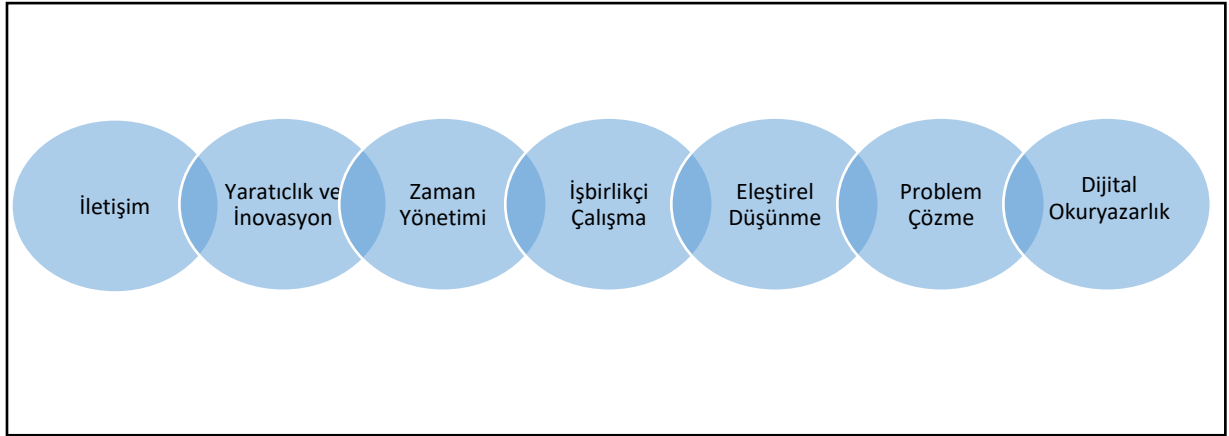 İletişim
Yaratıclık ve
İnovasyon
Zaman
Yönetimi
İşbirlikçi
Çalışma
Eleştirel
Düşünme
Problem
Çözme
Dijital
Okuryazarlık